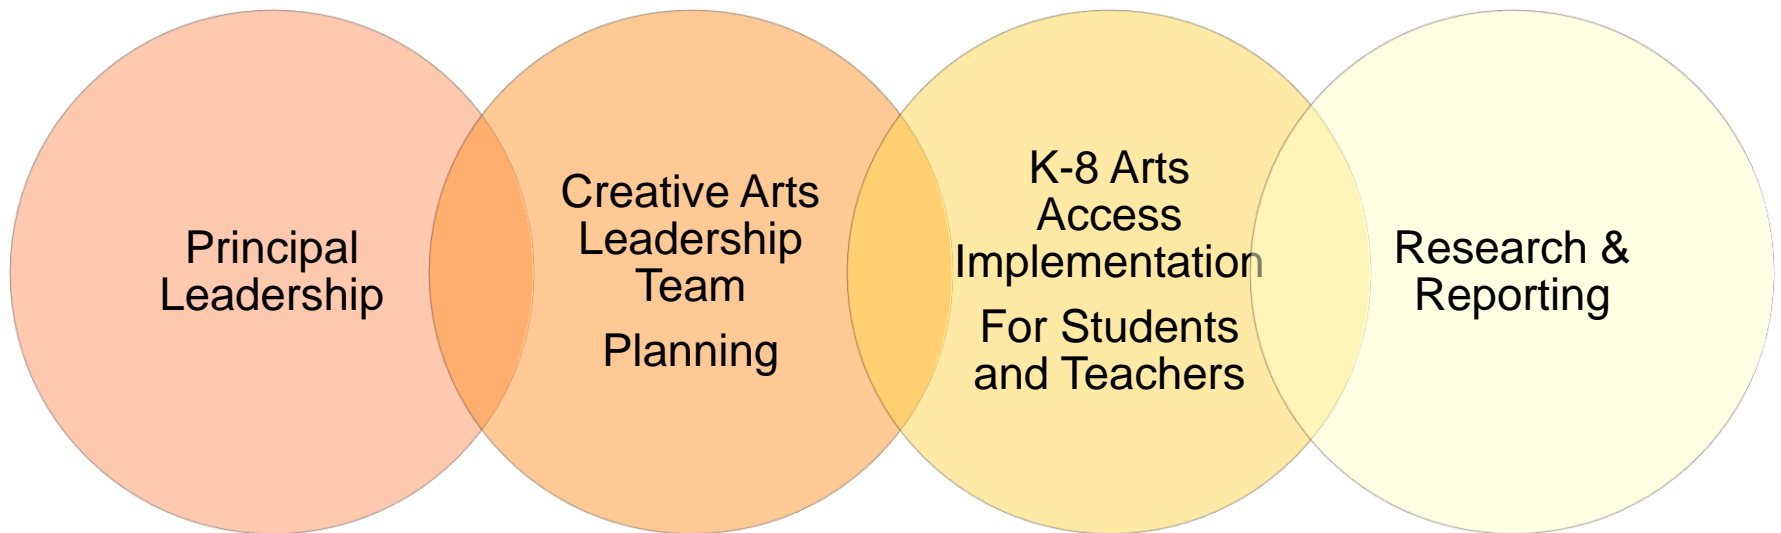 Principal
Leadership
Creative Arts
Leadership
Team
Planning
K-8 Arts
Access
Implementation
For Students
and Teachers
Research &
Reporting